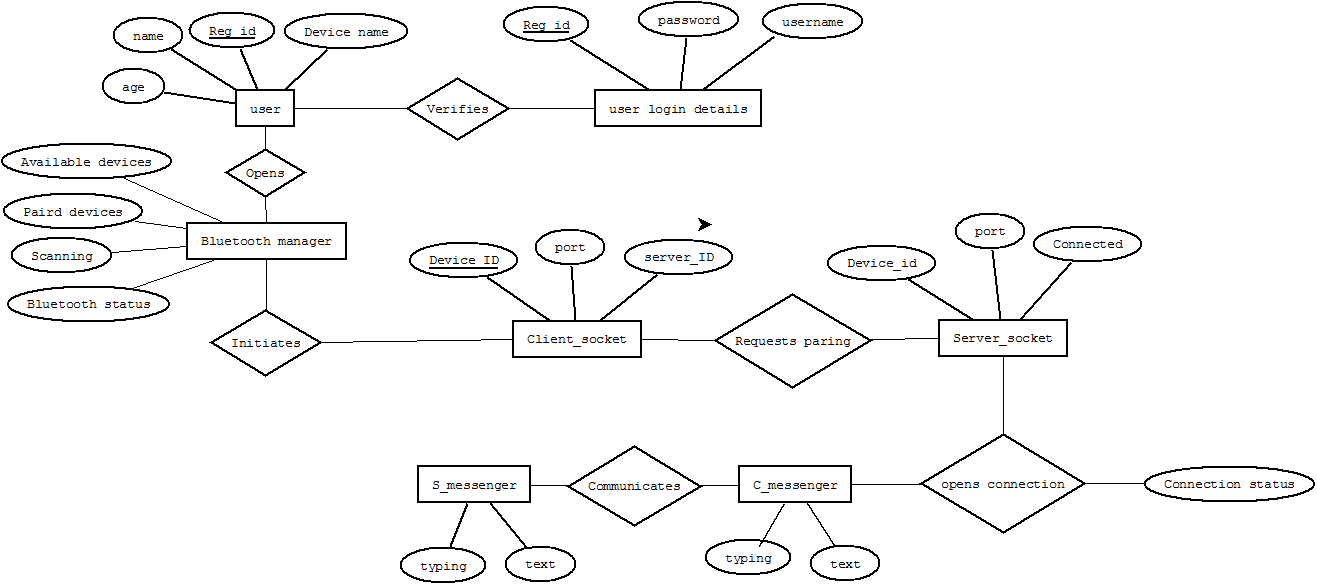 name
Reg id
Device name
Reg id
password
username
age
user
Verifies
user login details
Available devices
Opens
Paird devices
Bluetooth manager
Scanning
Bluetooth status
Device ID
port
server_ID
Device_id
port
Connected
Initiates
Client_socket
Requests paring
Server_socket
S_messenger
Communicates
C_messenger
opens connection
Connection status
typing
text
typing
text